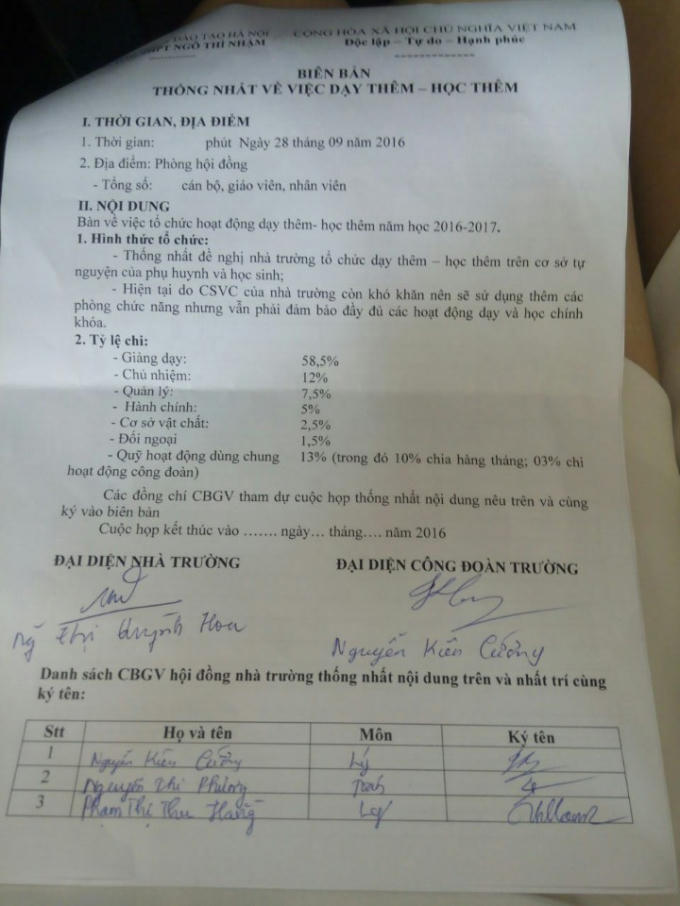 ĐÀO TẠO HÀ NỘI CỘNG HÒA XÃ HỘI CHỦ NGHĨA VIỆT NAM
THPT NGÔ THÌ NHẬM Độc lập – Tự do – Hạnh phúc
BIÊN BẢN
THỐNG NHẤT VỀ VIỆC DẠY THÊM – HỌC THÊM
I. THỜI GIAN, ĐỊA ĐIỂM
1. Thời gian: phút Ngày 28 tháng 09 năm 2016
2. Địa điểm: Phòng hội đồng
- Tổng số: cán bộ, giáo viên, nhân viên
II. NỘI DUNG
Bàn về việc tổ chức hoạt động dạy thêm- học thêm năm học 2016-2017.
1. Hình thức tổ chức:
- Thống nhất đề nghị nhà trường tổ chức dạy thêm – học thêm trên cơ sở tự
nguyện của phụ huynh và học sinh;
- Hiện tại do CSVC của nhà trường còn khó khăn nên sẽ sử dụng thêm các
phòng chức năng nhưng vẫn phải đảm bảo đầy đủ các hoạt động dạy và học chính
khóa.
2. Tỷ lệ chi:
- Giảng dạy: 58,5%
- Chủ nhiệm: 12%
- Quản lý: 7,5%
- Hành chính: 5%
- Cơ sở vật chất: 2,5%
- Đối ngoại 1,5%
- Quỹ hoạt động dùng chung 13% (trong đó 10% chia hàng tháng; 03% chi
hoạt động công đoàn)
Các đồng chí CBGV tham dự cuộc họp thống nhất nội dung nêu trên và cùng
ký vào biên bản
Cuộc họp kết thúc vào ....... ngày... tháng.... năm 2016
ĐẠI DIỆN NHÀ TRƯỜNG ĐẠI DIỆN CÔNG ĐOÀN TRƯỜNG
Ng Thị Quỳnh Hoa
Nguyễn Kiên Cường
Danh sách CBGV hội đồng nhà trường thống nhất nội dung trên và nhất trí cùng
ký tên:
Stt Họ và tên Môn Ký tên
1 Nguyễn Kiên Cường Lý
2 Nguyễn Thị Phương Toán
3 Phạm Thị Thu Hằng